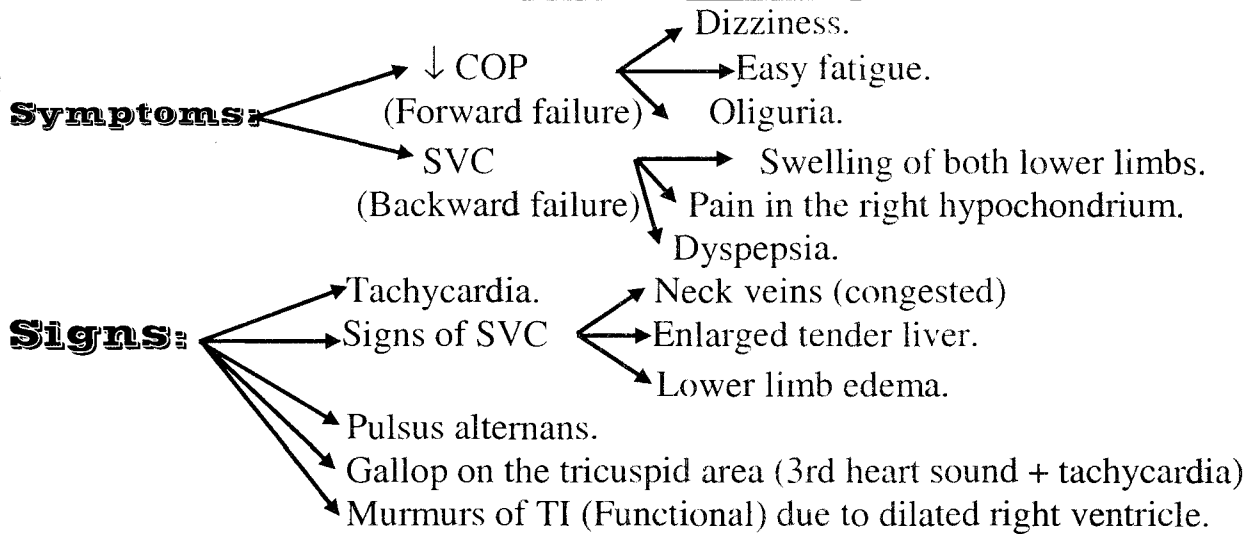 Dizziness.
↓ COP Easy fatigue.
Symptoms: (Forward failure) Oliguria.
SVC Swelling of both lower limbs.
(Backward failure) Pain in the right hypochondrium.
Dyspepsia.
Tachycardia. Neck veins (congested)
Signs: Signs of SVC Enlarged tender liver.
Lower limb edema.
Pulsus alternans.
Gallop on the tricuspid area (3rd heart sound + tachycardia)
Murmurs of TI (Functional) due to dilated right ventricle.